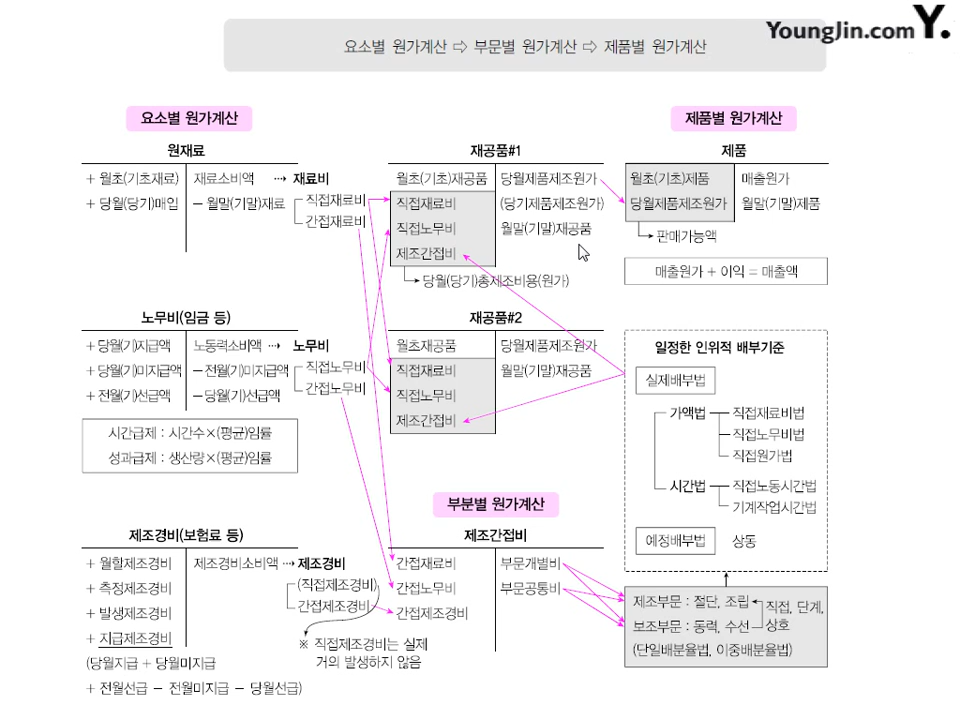 YoungJin.com Y.
요소별 원가계산 ⇨ 부문별 원가계산 ⇨ 제품별 원가계산
요소별 원가계산
원재료
+ 월초(기초재료)
+ 당월(당기)매입
재료소비액
- 월말(기말)재료
재료비
직접재료비
간접재료비
노무비(임금 등)
+ 당월(기)지급액
+ 당월(기)미지급액
+ 전월(기)선급액
노동력소비액
- 전월(기)미지급액
- 당월(기)선급액
노무비
직접노무비
간접노무비
시간급제 : 시간수×(평균)임률
성과급제 : 생산량×(평균)임률
제조경비(보험료 등)
+ 월할제조경비
+ 측정제조경비
+ 발생제조경비
+ 지급제조경비
(당월지급 + 당월미지급
+ 전월선급 - 전월미지급 - 당월선급)
제조경비소비액
제조경비
(직접제조경비)
간접제조경비
※ 직접제조경비는 실제
거의 발생하지 않음
재공품#1
월초(기초)재공품
직접재료비
직접노무비
제조간접비
당월제품제조원가
(당기제품제조원가)
월말(기말)재공품
당월(당기)총제조비용(원가)
재공품#2
월초재공품
직접재료비
직접노무비
제조간접비
당월제품제조원가
월말(기말)재공품
부분별 원가계산
제조간접비
간접재료비
간접노무비
간접제조경비
부문개별비
부문공통비
제품별 원가계산
제품
월초(기초)제품
당월제품제조원가
매출원가
월말(기말)제품
판매가능액
매출원가 + 이익 = 매출액
일정한 인위적 배부기준
실제배부법
가액법
직접재료비법
직접노무비법
직접원가법
시간법
직접노동시간법
기계작업시간법
예정배부법
상동
제조부문 : 절단, 조립
보조부문 : 동력, 수선
직접, 단계,
상호
(단일배분율법, 이중배분율법)